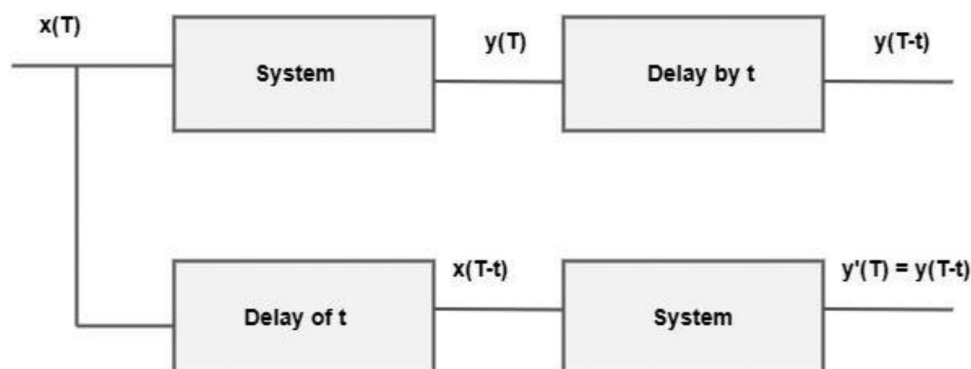 x(T)
System
y(T)
Delay by t
y(T-t)
Delay of t
x(T-t)
System
y'(T) = y(T-t)